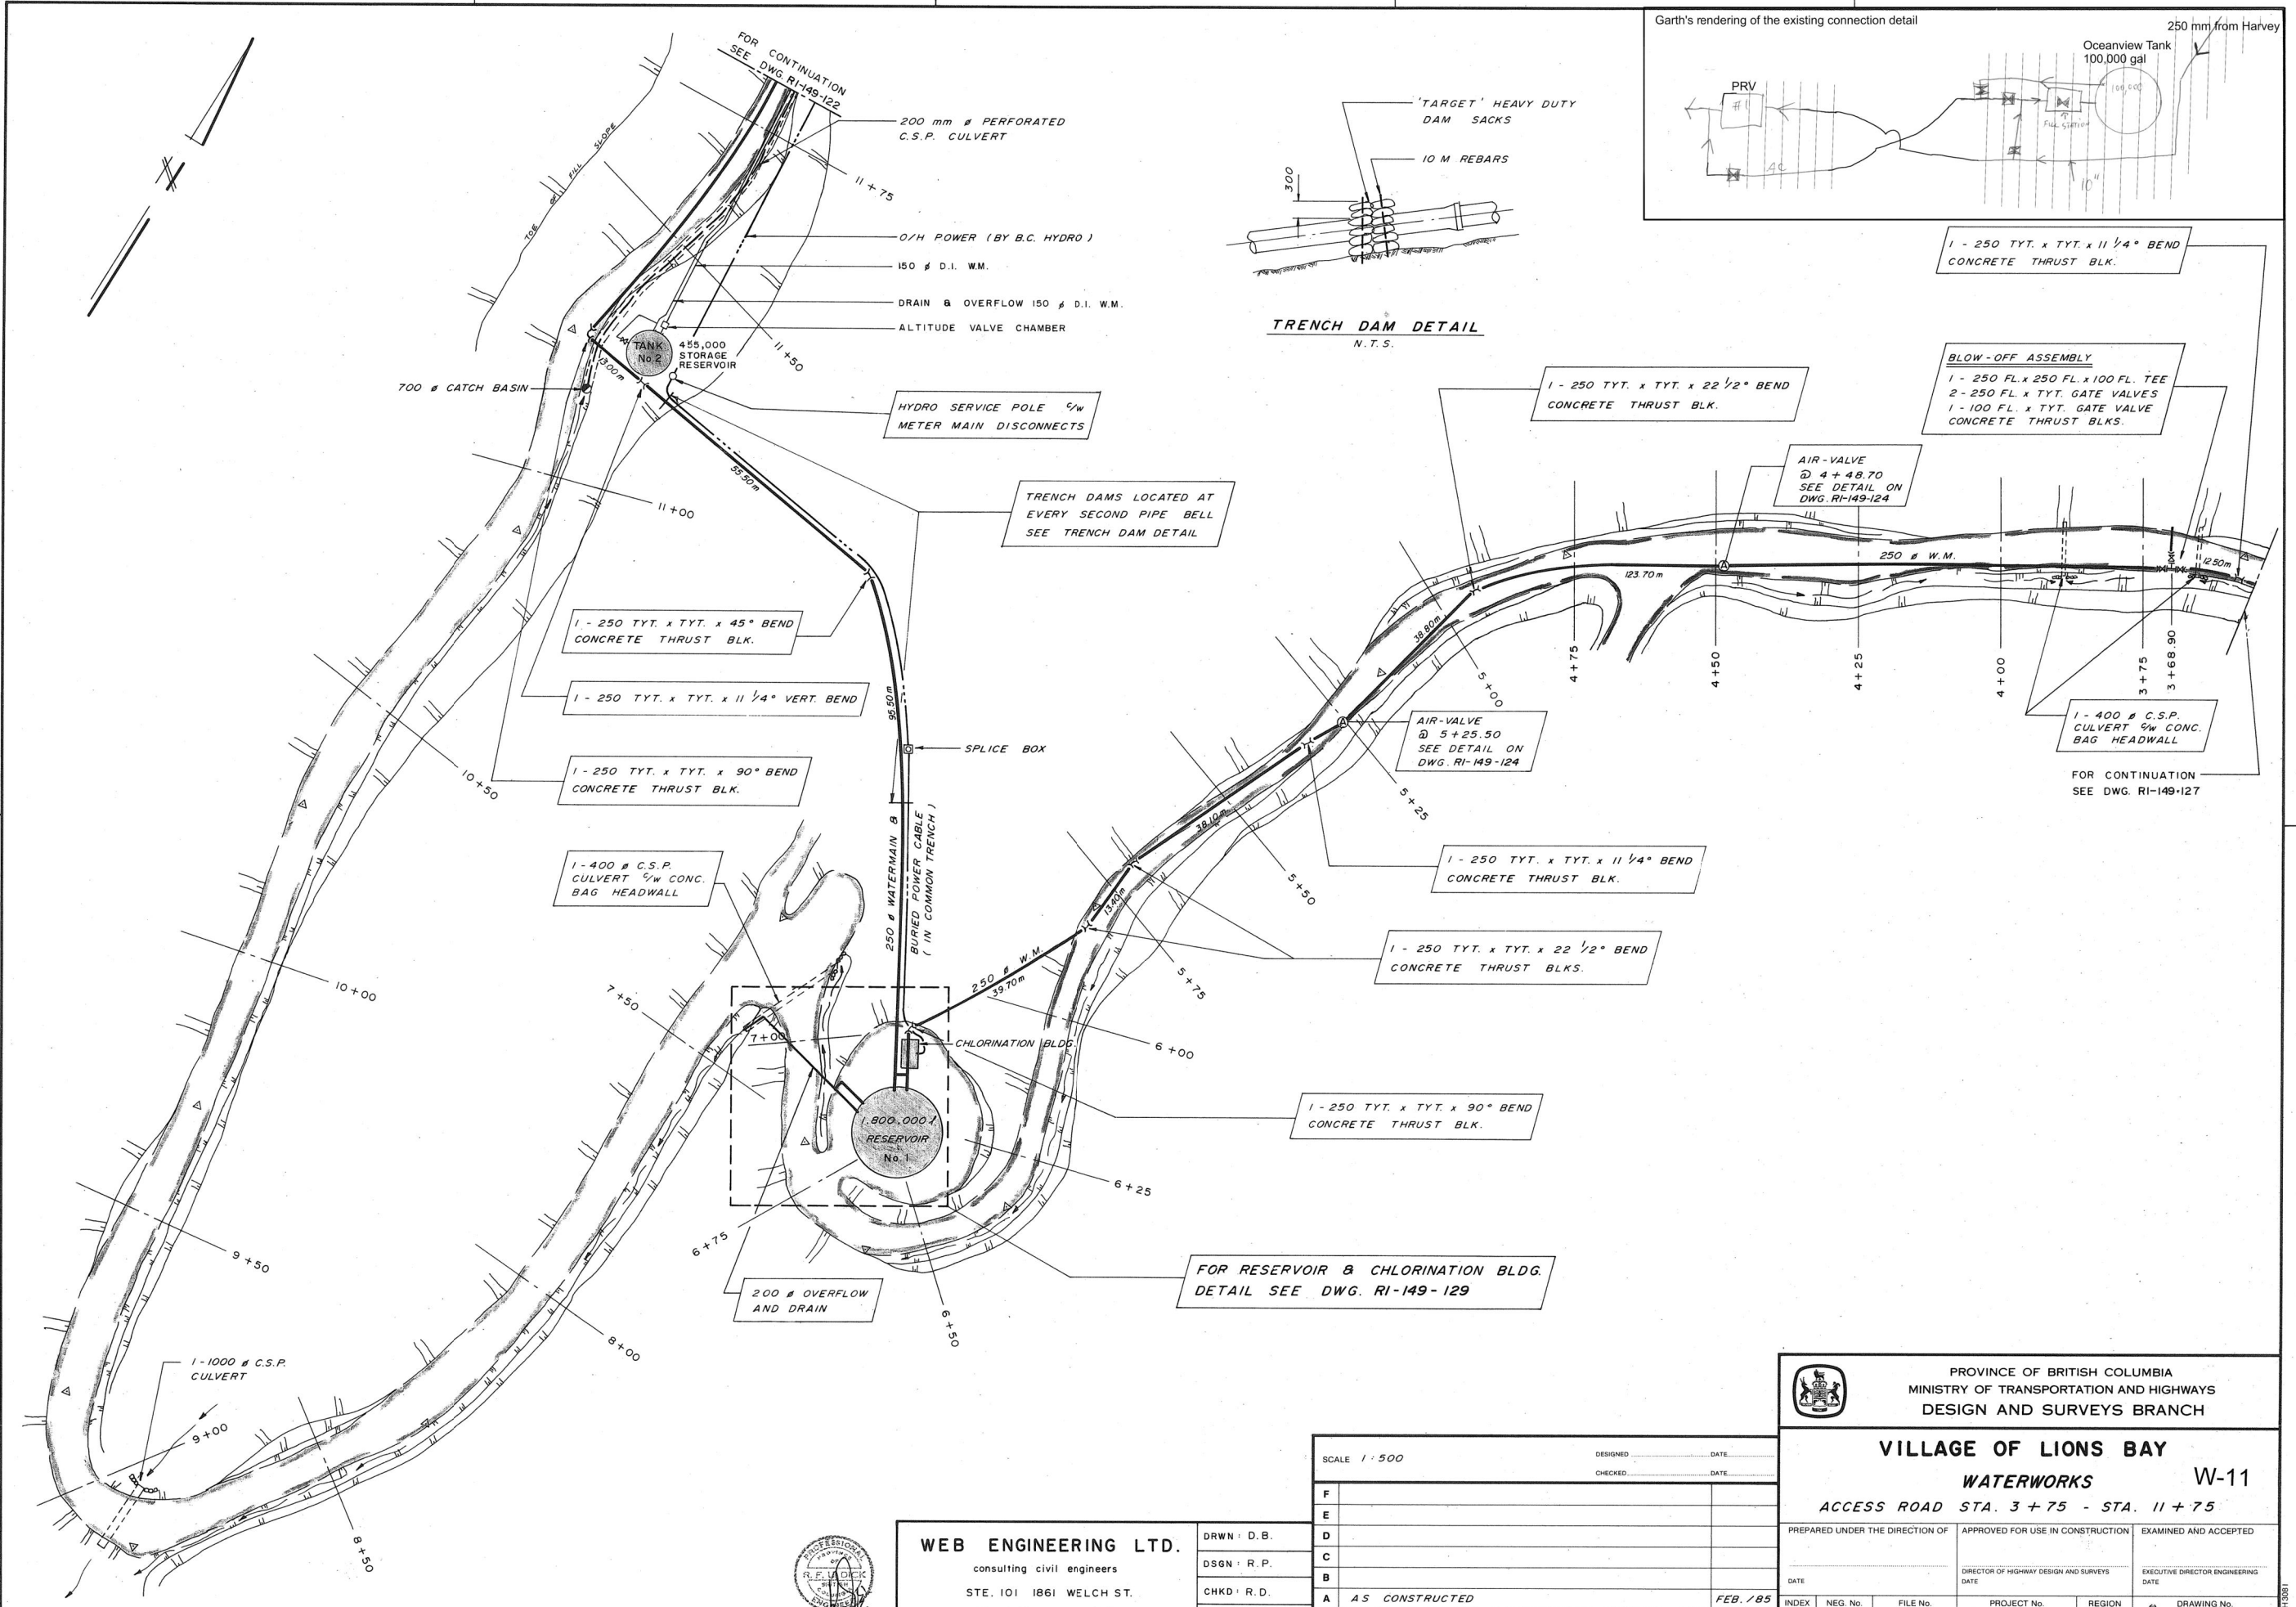 Garth's rendering of the existing connection detail
250 mm from Harvey
Oceanview Tank
100,000 gal
PRV
#1
100,000
FILL STATION
AC
10"
FOR CONTINUATION
SEE DWG. RI-149-122
200 mm ø PERFORATED
C.S.P. CULVERT
TOE OF FILL SLOPE
11+75
O/H POWER (BY B.C. HYDRO)
150 ø D.I. W.M.
DRAIN & OVERFLOW 150 ø D.I. W.M.
ALTITUDE VALVE CHAMBER
TANK
No.2
455,000
STORAGE
RESERVOIR
11+50
13.00m
700 ø CATCH BASIN
HYDRO SERVICE POLE c/w
METER MAIN DISCONNECTS
55.50m
11+00
TRENCH DAMS LOCATED AT
EVERY SECOND PIPE BELL
SEE TRENCH DAM DETAIL
'TARGET' HEAVY DUTY
DAM SACKS
10 M REBARS
300
TRENCH DAM DETAIL
N.T.S.
1 - 250 TYT. x TYT. x 11 1/4° BEND
CONCRETE THRUST BLK.
BLOW-OFF ASSEMBLY
1 - 250 FL. x 250 FL. x 100 FL. TEE
2 - 250 FL. x TYT. GATE VALVES
1 - 100 FL. x TYT. GATE VALVE
CONCRETE THRUST BLKS.
1 - 250 TYT. x TYT. x 22 1/2° BEND
CONCRETE THRUST BLK.
AIR-VALVE
@ 4 + 48.70
SEE DETAIL ON
DWG. RI-149-124
250 ø W.M.
123.70m
12.50m
A
38.80m
5+00
4+75
4+50
4+25
4+00
3+75
3+68.90
1 - 400 ø C.S.P.
CULVERT c/w CONC.
BAG HEADWALL
FOR CONTINUATION
SEE DWG. RI-149-127
A
AIR-VALVE
@ 5+25.50
SEE DETAIL ON
DWG. RI-149-124
5+25
38.10m
1 - 250 TYT. x TYT. x 11 1/4° BEND
CONCRETE THRUST BLK.
5+50
13.40m
1 - 250 TYT. x TYT. x 22 1/2° BEND
CONCRETE THRUST BLKS.
5+75
1 - 250 TYT. x TYT. x 45° BEND
CONCRETE THRUST BLK.
1 - 250 TYT. x TYT. x 11 1/4° VERT. BEND
95.50m
SPLICE BOX
1 - 250 TYT. x TYT. x 90° BEND
CONCRETE THRUST BLK.
10+50
250 ø WATERMAIN &
BURIED POWER CABLE
(IN COMMON TRENCH)
1 - 400 ø C.S.P.
CULVERT c/w CONC.
BAG HEADWALL
250 ø W.M.
39.70m
10+00
7+50
7+00
CHLORINATION BLDG.
6+00
1 - 250 TYT. x TYT. x 90° BEND
CONCRETE THRUST BLK.
1,800,000 l
RESERVOIR
No.1
6+25
6+75
6+50
9+50
200 ø OVERFLOW
AND DRAIN
FOR RESERVOIR & CHLORINATION BLDG.
DETAIL SEE DWG. RI-149-129
8+00
1 - 1000 ø C.S.P.
CULVERT
9+00
8+50
PROFESSIONAL
PROVINCE
OF
R. F. U. DICK
BRITISH
COLUMBIA
WEB ENGINEERING LTD.
consulting civil engineers
STE. 101 1861 WELCH ST.
DRWN: D.B.
DSGN: R.P.
CHKD: R.D.
SCALE 1:500
DESIGNED DATE
CHECKED DATE
F
E
D
C
B
A AS CONSTRUCTED FEB./85
PROVINCE OF BRITISH COLUMBIA
MINISTRY OF TRANSPORTATION AND HIGHWAYS
DESIGN AND SURVEYS BRANCH
VILLAGE OF LIONS BAY
WATERWORKS W-11
ACCESS ROAD STA. 3+75 - STA. 11+75
PREPARED UNDER THE DIRECTION OF
APPROVED FOR USE IN CONSTRUCTION
EXAMINED AND ACCEPTED
DATE
DIRECTOR OF HIGHWAY DESIGN AND SURVEYS
DATE
EXECUTIVE DIRECTOR ENGINEERING
DATE
INDEX NEG. No. FILE No. PROJECT No. REGION DRAWING No.